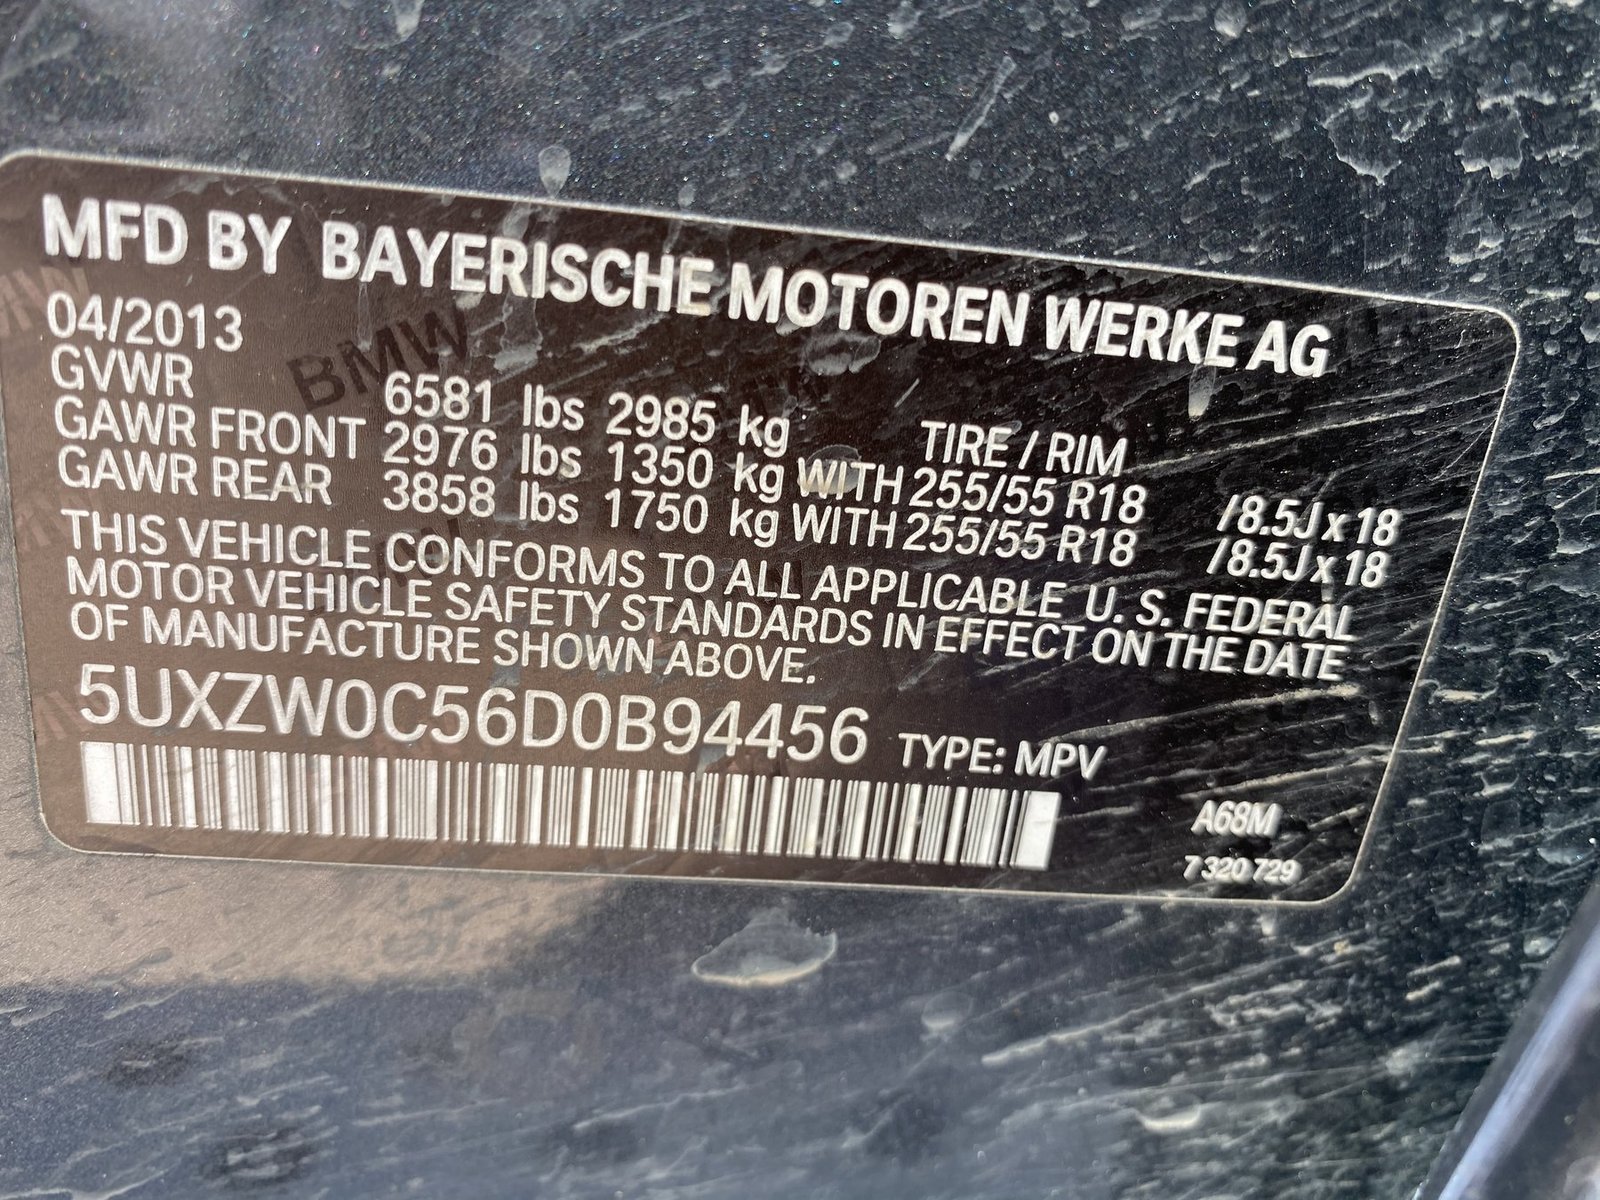 MFD BY BAYERISCHE MOTOREN WERKE AG
04/2013
GVWR 6581 lbs 2985 kg TIRE / RIM
GAWR FRONT 2976 lbs 1350 kg WITH 255/55 R18 /8.5J x 18
GAWR REAR 3858 lbs 1750 kg WITH 255/55 R18 /8.5J x 18
THIS VEHICLE CONFORMS TO ALL APPLICABLE U. S. FEDERAL
MOTOR VEHICLE SAFETY STANDARDS IN EFFECT ON THE DATE
OF MANUFACTURE SHOWN ABOVE.
5UXZW0C56D0B94456 TYPE: MPV
A68M
7 320 729
BMW